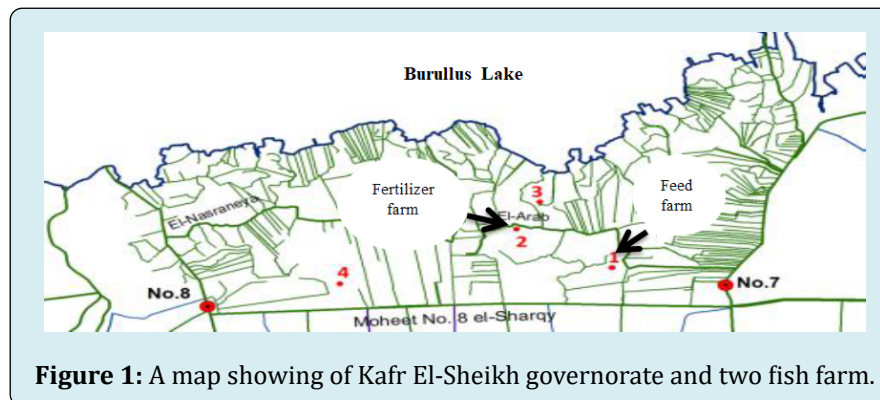 Burullus Lake
Fertilizer
farm
Feed
farm
3
El-Nasraneya
El-Arab
2
1
4
No.8
No.7
Moheet No. 8 el-Sharqy
Figure 1: A map showing of Kafr El-Sheikh governorate and two fish farm.